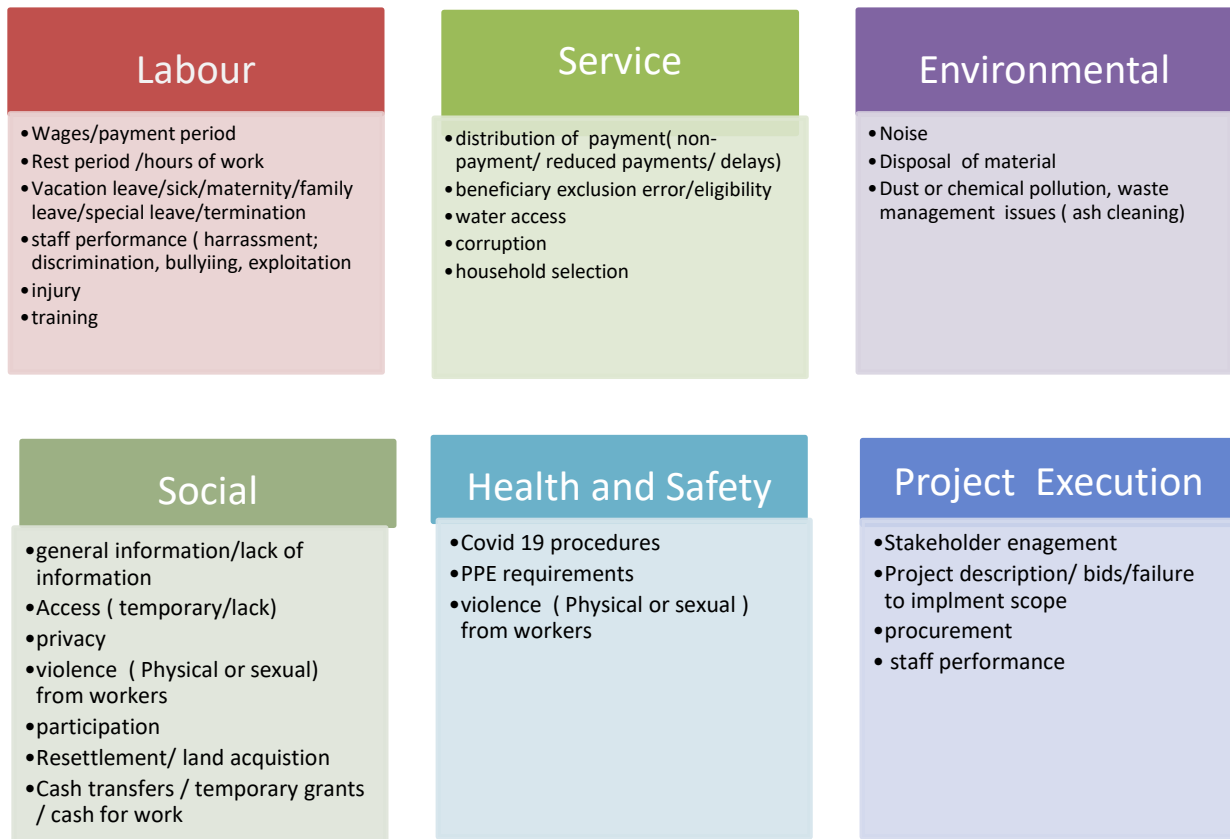 Labour
•Wages/payment period
•Rest period /hours of work
•Vacation leave/sick/maternity/family
leave/special leave/termination
•staff performance ( harrassment;
discrimination, bullyiing, exploitation
•injury
•training
Service
•distribution of payment( non-
payment/ reduced payments/ delays)
•beneficiary exclusion error/eligibility
•water access
•corruption
•household selection
Environmental
•Noise
•Disposal of material
•Dust or chemical pollution, waste
management issues ( ash cleaning)
Social
•general information/lack of
information
•Access ( temporary/lack)
•privacy
•violence ( Physical or sexual)
from workers
•participation
•Resettlement/ land acquistion
•Cash transfers / temporary grants
/ cash for work
Health and Safety
•Covid 19 procedures
•PPE requirements
•violence ( Physical or sexual )
from workers
Project Execution
•Stakeholder enagement
•Project description/ bids/failure
to implment scope
•procurement
• staff performance